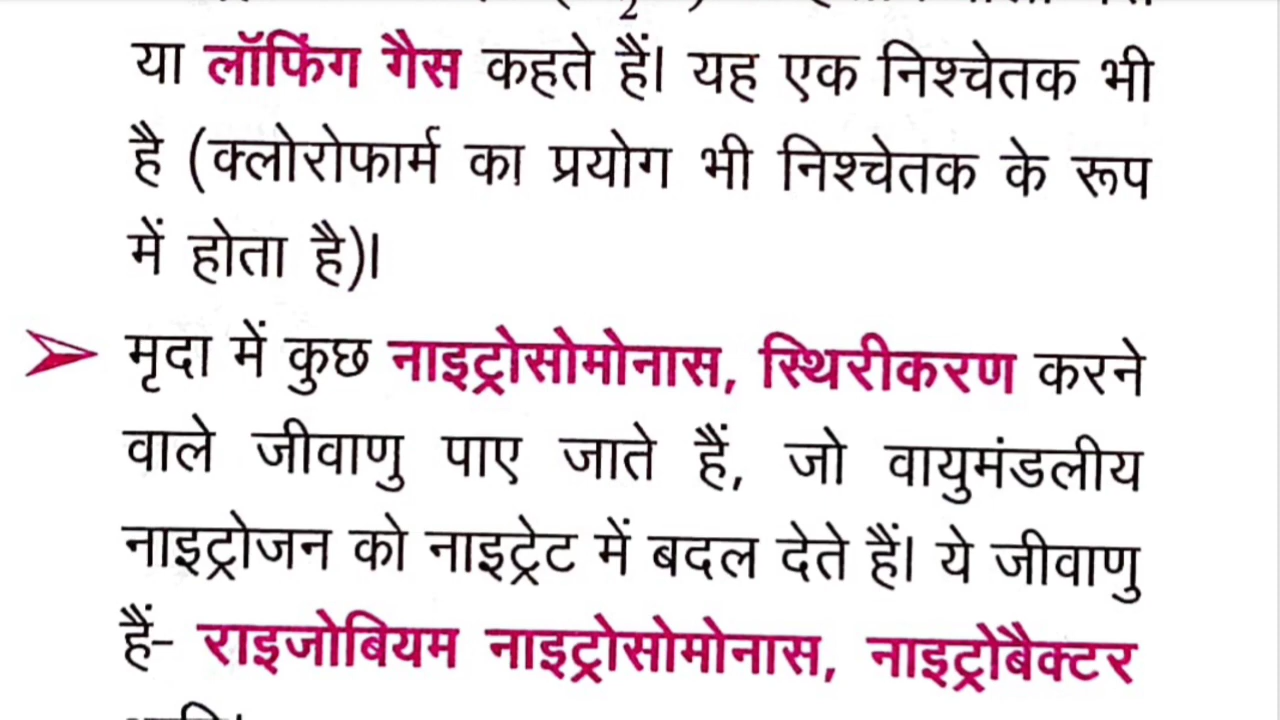 या लॉफिंग गैस कहते हैं। यह एक निश्चेतक भी
है (क्लोरोफार्म का प्रयोग भी निश्चेतक के रूप
में होता है)।
मृदा में कुछ नाइट्रोसोमोनास, स्थिरीकरण करने
वाले जीवाणु पाए जाते हैं, जो वायुमंडलीय
नाइट्रोजन को नाइट्रेट में बदल देते हैं। ये जीवाणु
हैं- राइजोबियम नाइट्रोसोमोनास, नाइट्रोबैक्टर